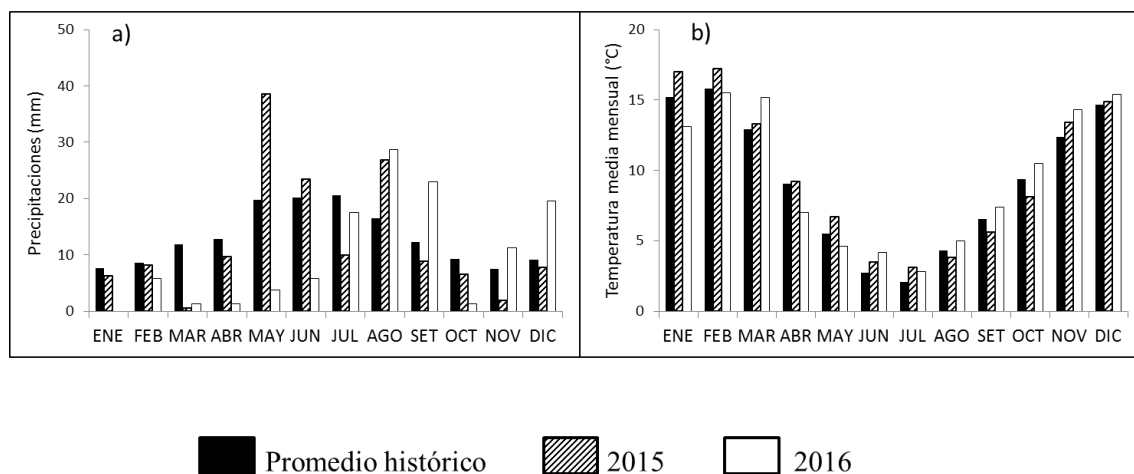 a)
Precipitaciones (mm)
50
40
30
20
10
0
ENE FEB MAR ABR MAY JUN JUL AGO SET OCT NOV DIC
b)
Temperatura media mensual (°C)
20
15
10
5
0
ENE FEB MAR ABR MAY JUN JUL AGO SET OCT NOV DIC
Promedio histórico 2015 2016